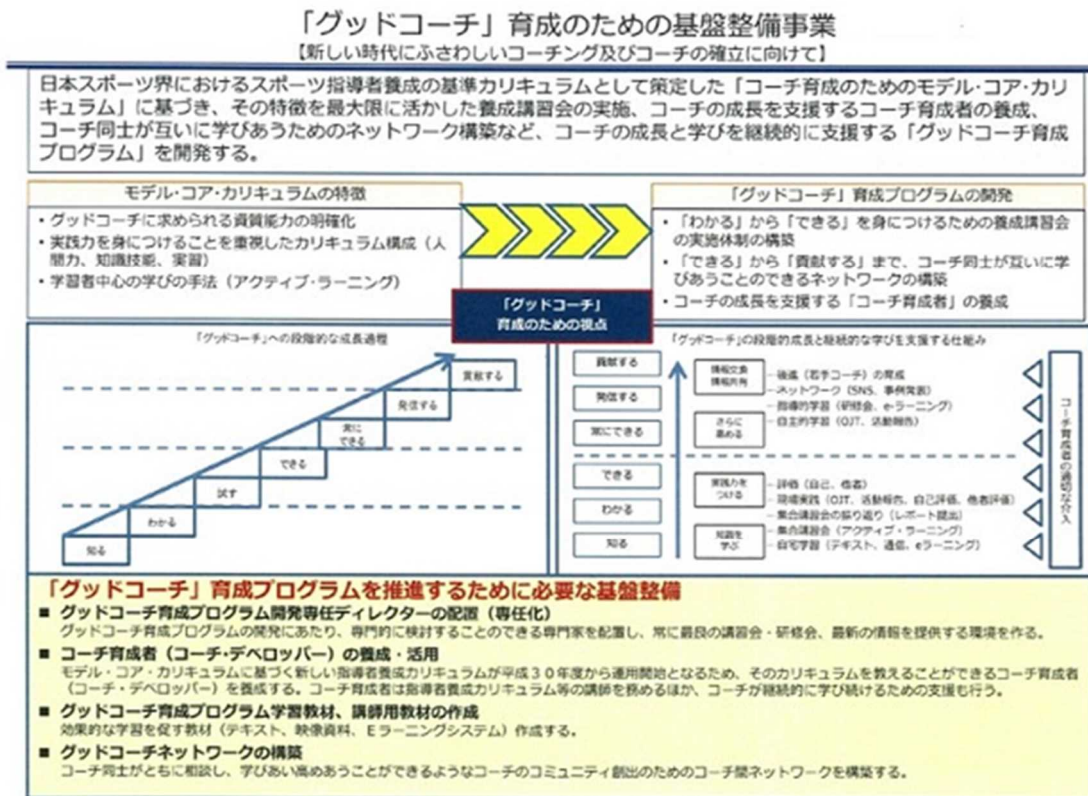 「グッドコーチ」育成のための基盤整備事業
【新しい時代にふさわしいコーチング及びコーチの確立に向けて】
日本スポーツ界におけるスポーツ指導者養成の基準カリキュラムとして策定した「コーチ育成のためのモデル・コア・カリ
キュラム」に基づき、その特徴を最大限に活かした養成講習会の実施、コーチの成長を支援するコーチ育成者の養成、
コーチ同士が互いに学びあうためのネットワーク構築など、コーチの成長と学びを継続的に支援する「グッドコーチ育成
プログラム」を開発する。
モデル・コア・カリキュラムの特徴
・グッドコーチに求められる資質能力の明確化
・実践力を身につけることを重視したカリキュラム構成（人
間力、知識技能、実習）
・学習者中心の学びの手法（アクティブ・ラーニング）
「グッドコーチ」育成プログラムの開発
・「わかる」から「できる」を身につけるための養成講習会
の実施体制の構築
・「できる」から「貢献する」まで、コーチ同士が互いに学
びあうことのできるネットワークの構築
・コーチの成長を支援する「コーチ育成者」の養成
「グッドコーチ」
育成のための視点
「グッドコーチ」への段階的な成長過程
貢献する
発信する
常に
できる
できる
試す
わかる
知る
「グッドコーチ」の段階的成長と継続的な学びを支援する仕組み
貢献する
発信する
常にできる
できる
わかる
知る
情報交換
情報共有
さらに
高める
実践力を
つける
知識を
学ぶ
後進（若手コーチ）の育成
ネットワーク（SNS、事例発表）
指導的学習（研修会、e-ラーニング）
自主的学習（OJT、活動報告）
評価（自己、他者）
現場実践（OJT、活動報告、自己評価、他者評価）
集合講習会の振り返り（レポート提出）
集合講習会（アクティブ・ラーニング）
自宅学習（テキスト、通信、eラーニング）
コーチ育成者の適切な介入
「グッドコーチ」育成プログラムを推進するために必要な基盤整備
■ グッドコーチ育成プログラム開発専任ディレクターの配置（専任化）
グッドコーチ育成プログラムの開発にあたり、専門的に検討することのできる専門家を配置し、常に最良の講習会・研修会、最新の情報を提供する環境を作る。
■ コーチ育成者（コーチ・デベロッパー）の養成・活用
モデル・コア・カリキュラムに基づく新しい指導者養成カリキュラムが平成３０年度から運用開始となるため、そのカリキュラムを教えることができるコーチ育成者
（コーチ・デベロッパー）を養成する。コーチ育成者は指導者養成カリキュラム等の講師を務めるほか、コーチが継続的に学び続けるための支援も行う。
■ グッドコーチ育成プログラム学習教材、講師用教材の作成
効果的な学習を促す教材（テキスト、映像資料、Ｅラーニングシステム）作成する。
■ グッドコーチネットワークの構築
コーチ同士がともに相談し、学びあい高めあうことができるようなコーチのコミュニティ創出のためのコーチ間ネットワークを構築する。